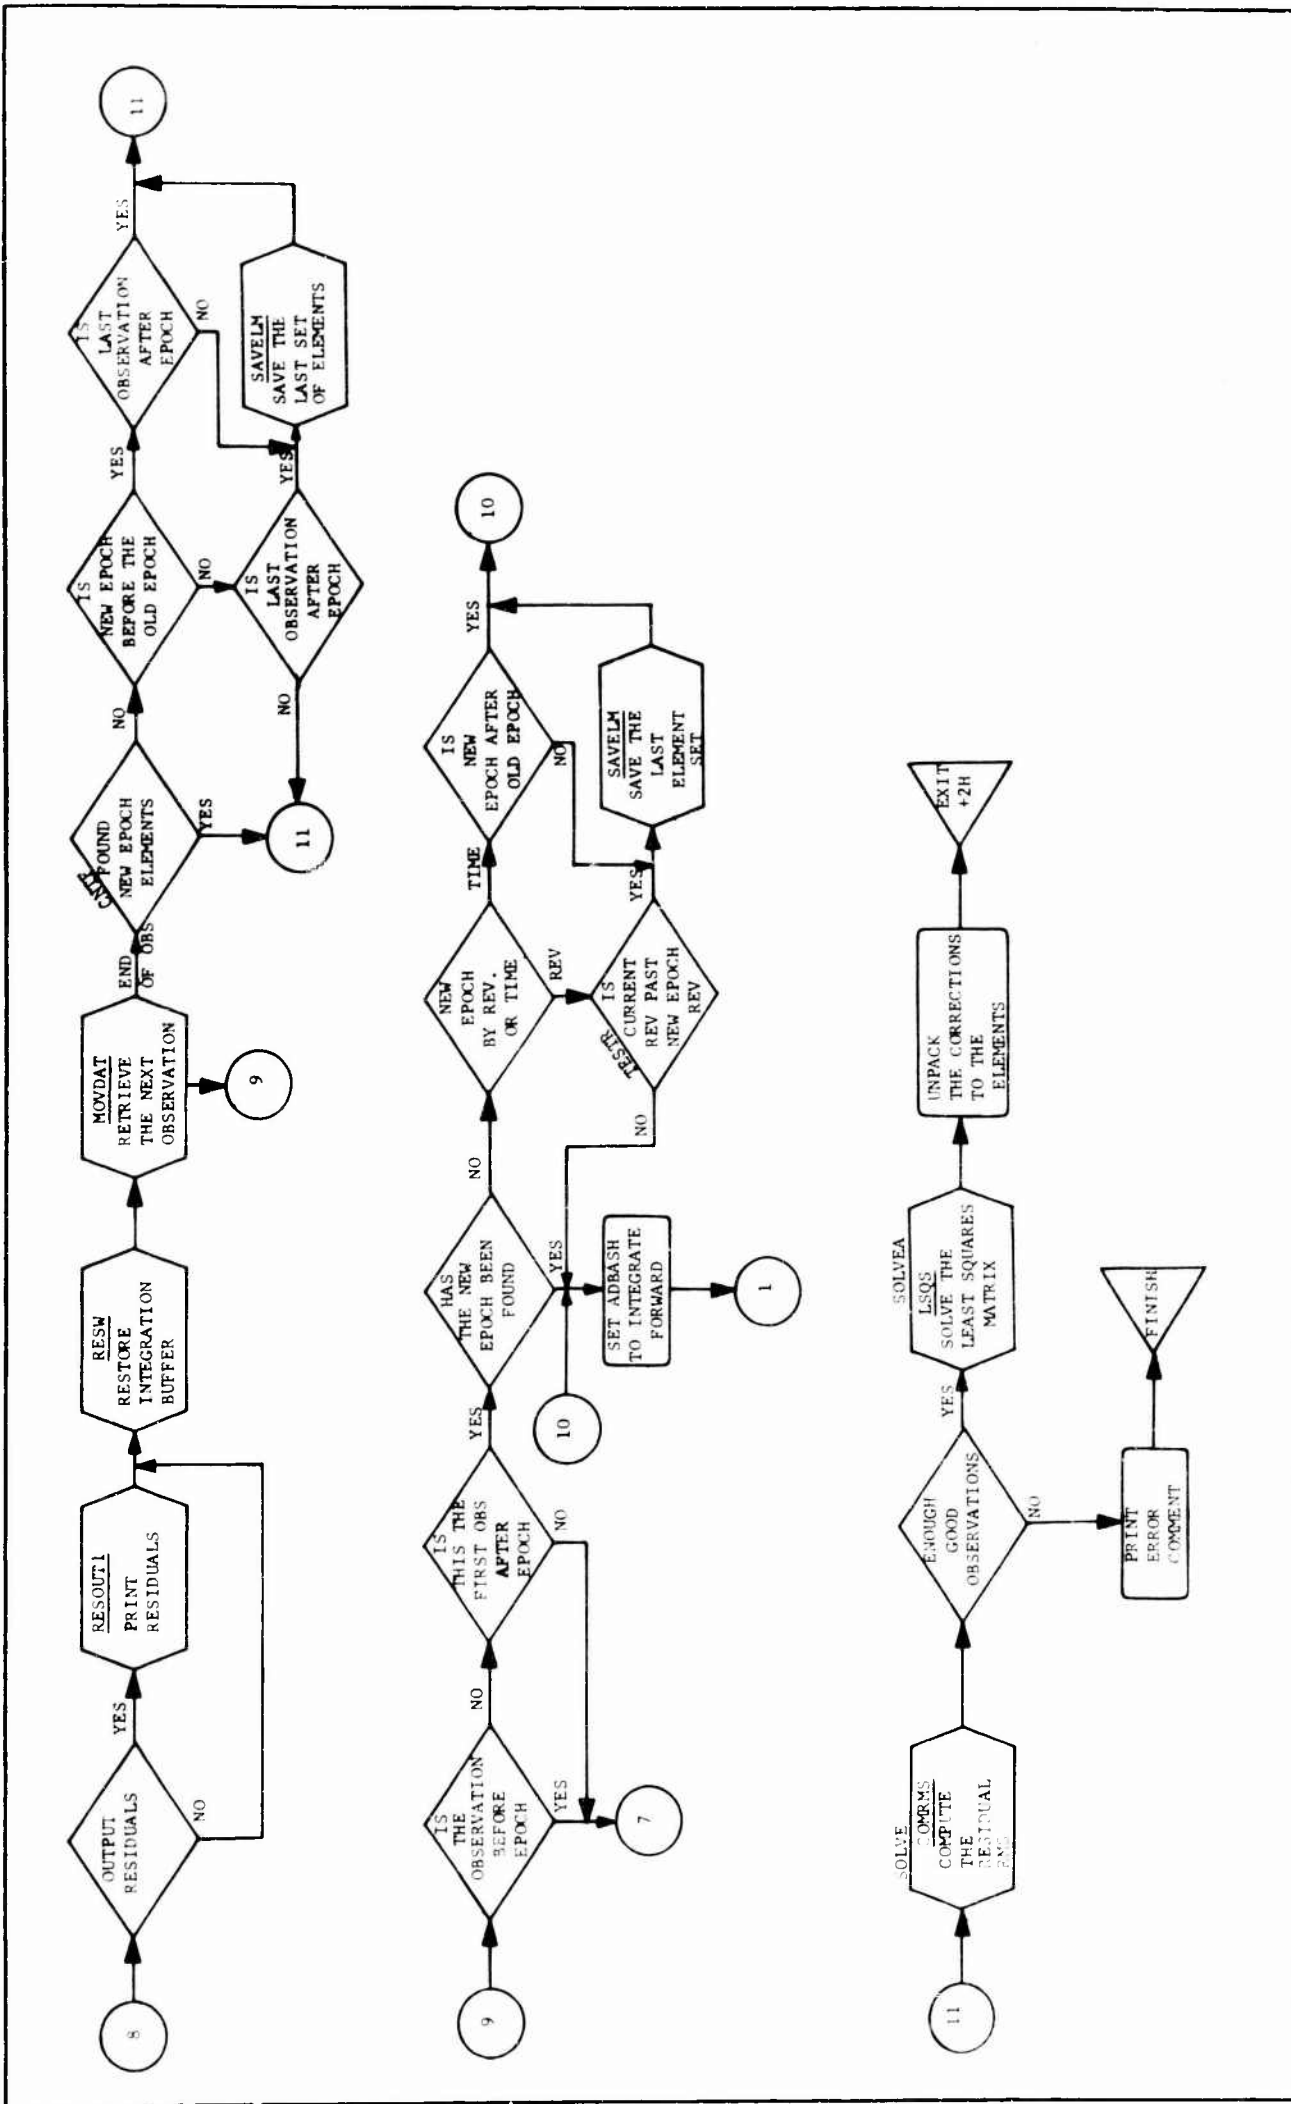 8
OUTPUT
RESIDUALS
YES
NO
RESOUT1
PRINT
RESIDUALS
RESW
RESTORE
INTEGRATION
BUFFER
MOVDAT
RETRIEVE
THE NEXT
OBSERVATION
9
END
OF OBS
CNTF
FOUND
NEW EPOCH
ELEMENTS
YES
11
NO
IS
NEW EPOCH
BEFORE THE
OLD EPOCH
YES
NO
IS
LAST
OBSERVATION
AFTER
EPOCH
NO
YES
IS
LAST
OBSERVATION
AFTER
EPOCH
YES
NO
SAVELM
SAVE THE
LAST SET
OF ELEMENTS
11
9
IS
THE
OBSERVATION
BEFORE
EPOCH
YES
7
NO
IS
THIS THE
FIRST OBS
AFTER
EPOCH
NO
YES
HAS
THE NEW
EPOCH BEEN
FOUND
YES
10
SET ADBASH
TO INTEGRATE
FORWARD
1
NO
NEW
EPOCH
BY REV.
OR TIME
REV
TIME
TESTR
IS
CURRENT
REV PAST
NEW EPOCH
REV
NO
YES
IS
NEW
EPOCH AFTER
OLD EPOCH
NO
YES
SAVELM
SAVE THE
LAST
ELEMENT
SET
10
11
SOLVE
COMRMS
COMPUTE
THE
RESIDUAL
RMS
ENOUGH
GOOD
OBSERVATIONS
YES
NO
PRINT
ERROR
COMMENT
FINISH
SOLVEA
LSQS
SOLVE THE
LEAST SQUARES
MATRIX
UNPACK
THE CORRECTIONS
TO THE
ELEMENTS
EXIT
+2H